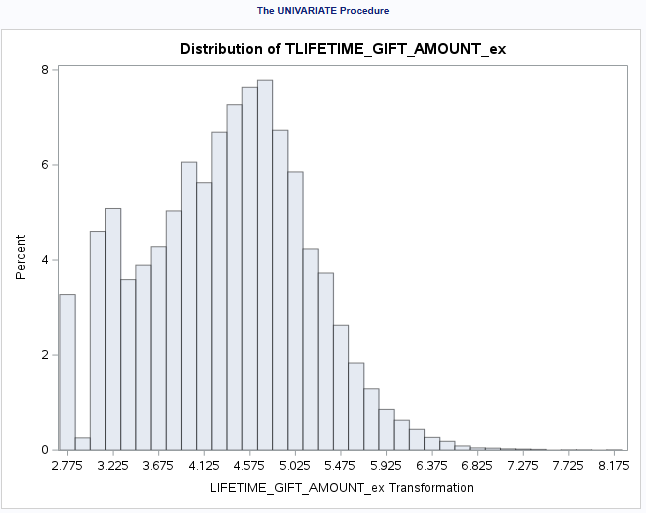 The UNIVARIATE Procedure
Distribution of TLIFETIME_GIFT_AMOUNT_ex
8
6
4
2
0
Percent
2.775 3.225 3.675 4.125 4.575 5.025 5.475 5.925 6.375 6.825 7.275 7.725 8.175
LIFETIME_GIFT_AMOUNT_ex Transformation